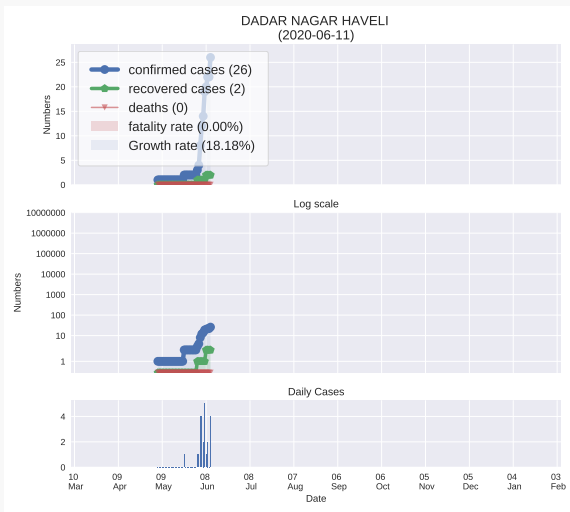 DADAR NAGAR HAVELI
(2020-06-11)
25
20
15
10
5
0
Numbers
confirmed cases (26)
recovered cases (2)
deaths (0)
fatality rate (0.00%)
Growth rate (18.18%)
Log scale
10000000
1000000
100000
10000
1000
100
10
1
Numbers
Daily Cases
4
2
0
10 09 09 08 08 07 06 06 05 05 04 03
Mar Apr May Jun Jul Aug Sep Oct Nov Dec Jan Feb
Date